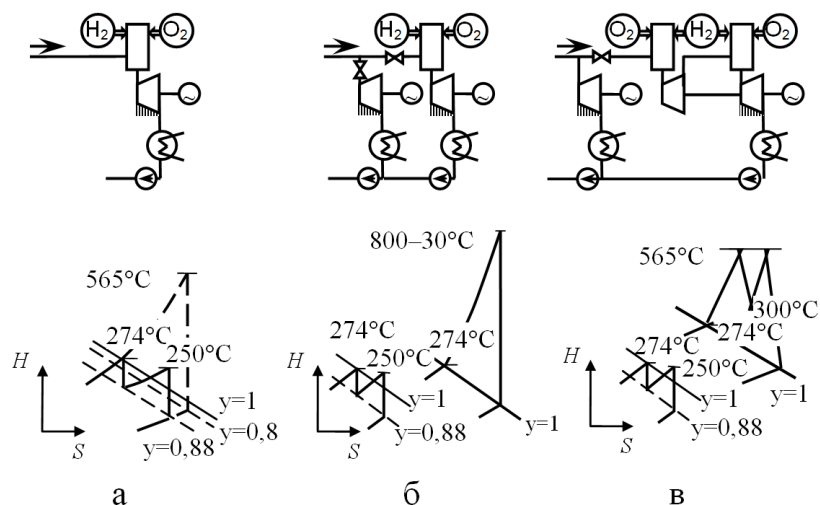 H2 O2
H2 O2
O2 H2 O2
~
~ ~
~ ~
565°C
274°C
250°C
H
S
y=1
y=0,8
y=0,88
800–30°C
274°C
274°C
250°C
H
S
y=1
y=0,88
y=1
565°C
300°C
274°C
274°C
250°C
H
S
y=1
y=1
y=0,88
а б в